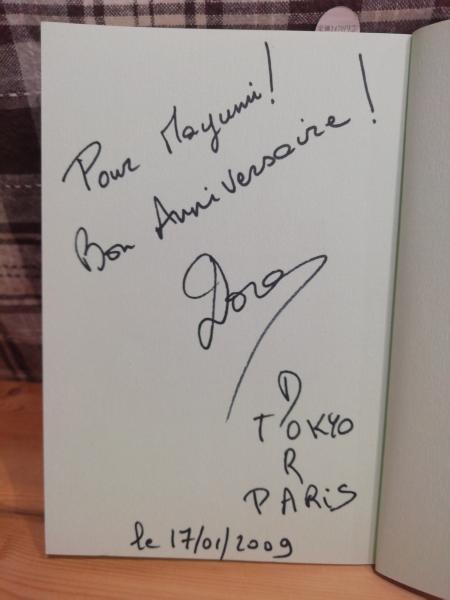 Pour Mayumi!
Bon Anniversaire!
Dora
D
TOKYO
R
PARiS
le 17/01/2009